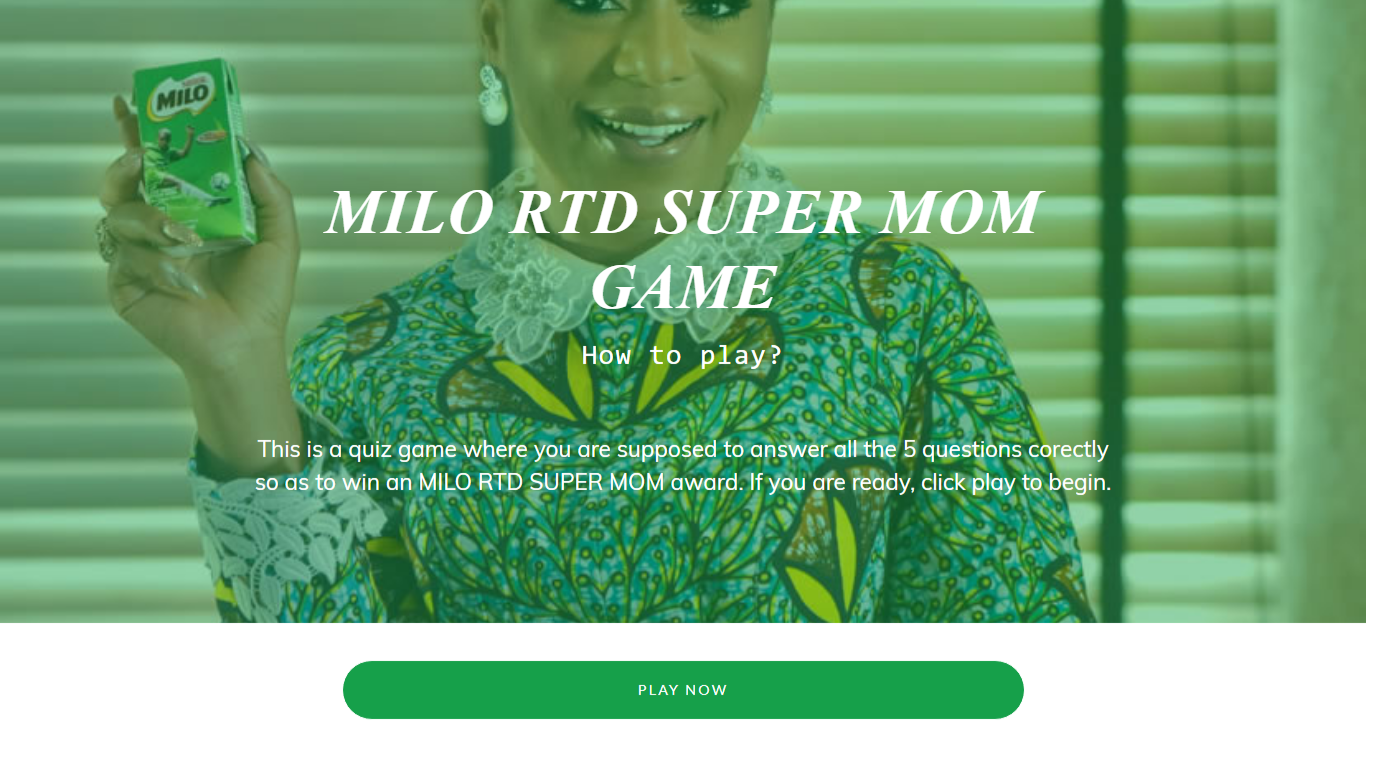 MILO
MILO RTD SUPER MOM
GAME
How to play?
This is a quiz game where you are supposed to answer all the 5 questions corectly
so as to win an MILO RTD SUPER MOM award. If you are ready, click play to begin.
PLAY NOW